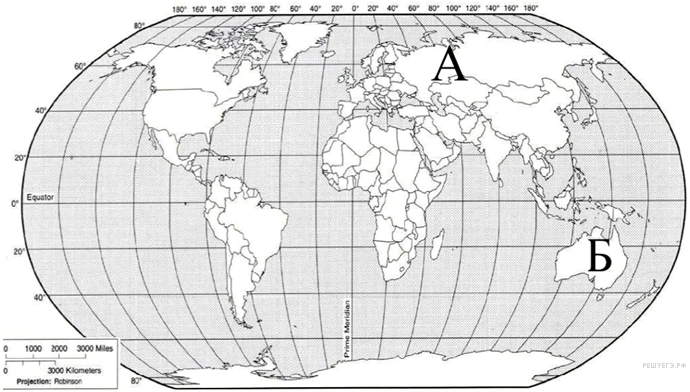 180° 160° 140° 120° 100° 80° 60° 40° 20° 0° 20° 40° 60° 80° 100° 120° 140° 160° 180°
80°
60°
А
40°
20°
Equator
0°
20°
Б
40°
Prime Meridian
0 1000 2000 3000 Miles
0 3000 Kilometers
Projection: Robinson
80°
РЕШУЕГЭ.РФ